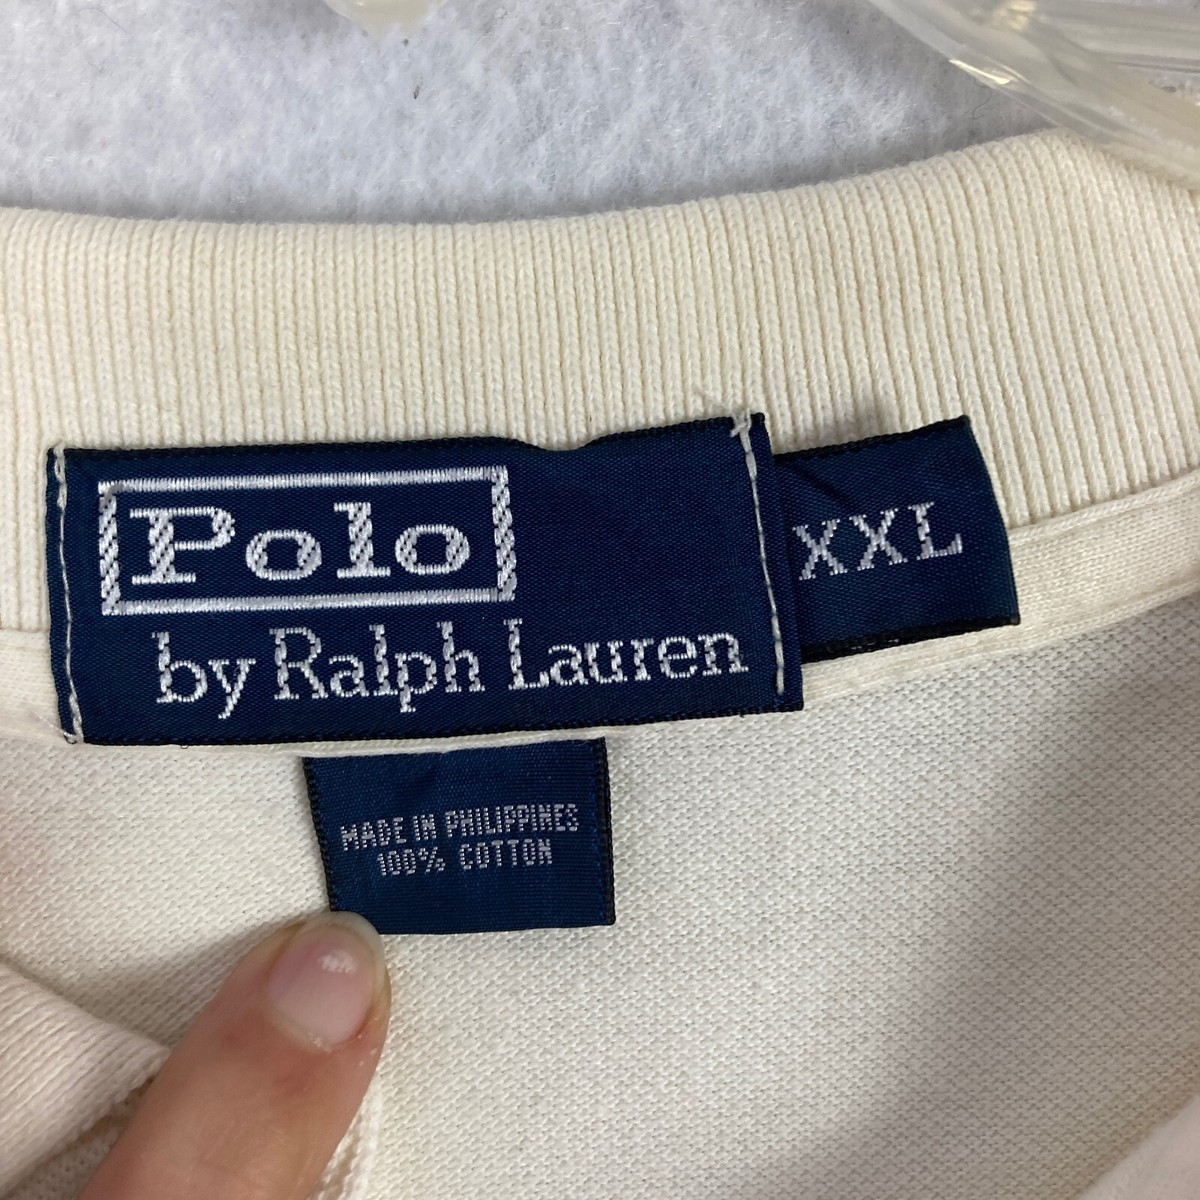 Polo
by Ralph Lauren
XXL
MADE IN PHILIPPINES
100% COTTON